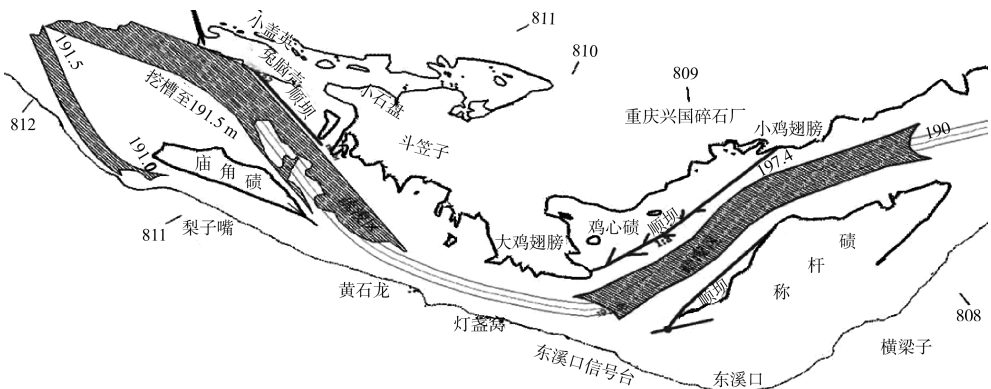 811
小盖英
810
兔脑壳
809
191.5
顺坝
小石盘
重庆兴国碎石厂
挖槽至191.5 m
812
斗笠子
小鸡翅膀
190
197.4
191.0
庙角碛
鸡心碛
顺坝
811
梨子嘴
大鸡翅膀
碛
杆
称
顺坝
黄石龙
灯盏窝
808
东溪口信号台
横梁子
东溪口